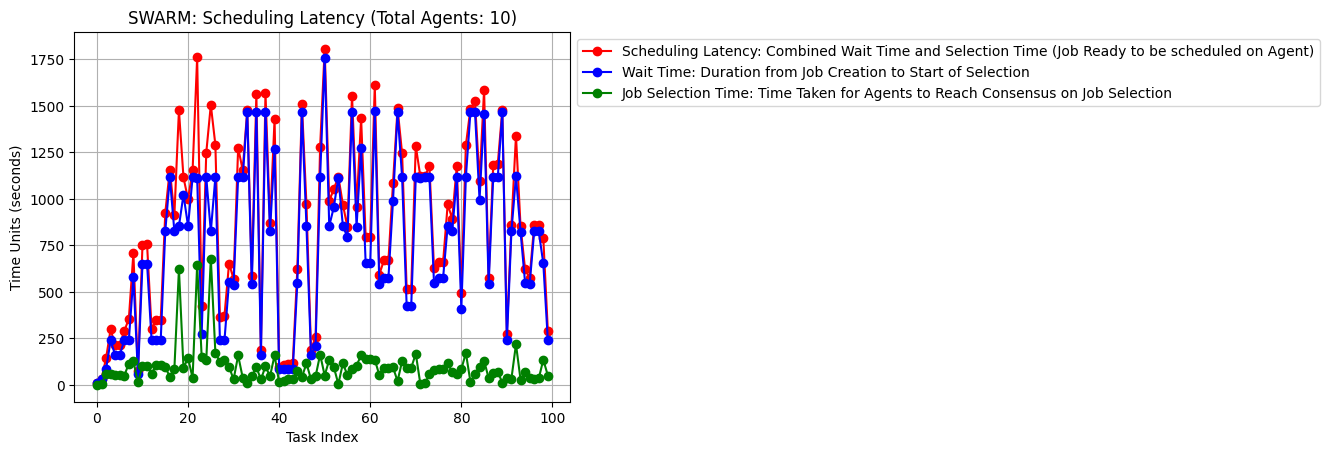 SWARM: Scheduling Latency (Total Agents: 10)
Scheduling Latency: Combined Wait Time and Selection Time (Job Ready to be scheduled on Agent)
Wait Time: Duration from Job Creation to Start of Selection
Job Selection Time: Time Taken for Agents to Reach Consensus on Job Selection
Time Units (seconds)
1750
1500
1250
1000
750
500
250
0
0 20 40 60 80 100
Task Index